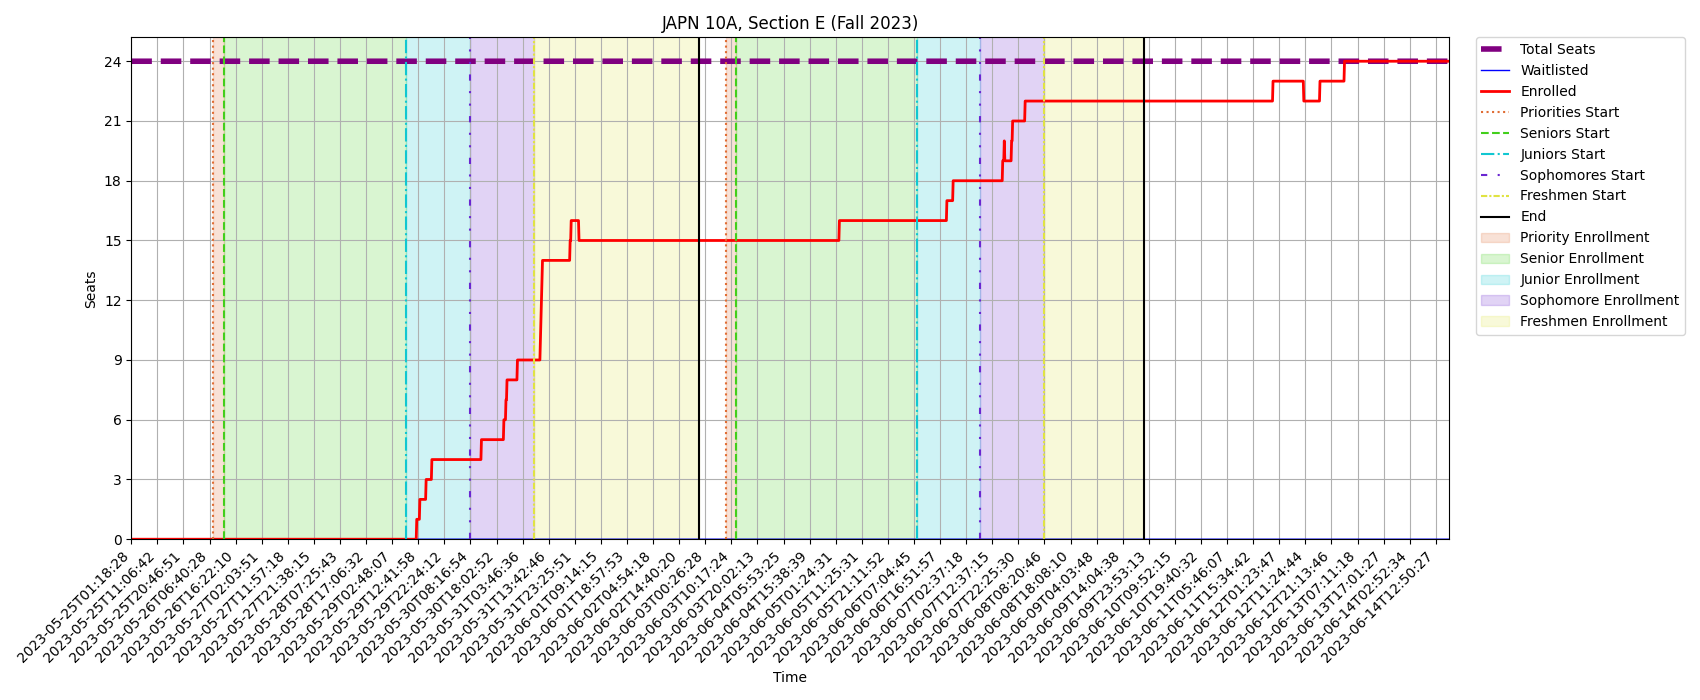 JAPN 10A, Section E (Fall 2023)
Total Seats
Waitlisted
Enrolled
Priorities Start
Seniors Start
Juniors Start
Sophomores Start
Freshmen Start
End
Priority Enrollment
Senior Enrollment
Junior Enrollment
Sophomore Enrollment
Freshmen Enrollment
Seats
24
21
18
15
12
9
6
3
0
2023-05-25T01:18:28
2023-05-25T11:06:42
2023-05-25T20:46:51
2023-05-26T06:40:28
2023-05-26T16:22:10
2023-05-27T02:03:51
2023-05-27T11:57:18
2023-05-27T21:38:15
2023-05-28T07:25:43
2023-05-28T17:06:32
2023-05-29T02:48:07
2023-05-29T12:41:58
2023-05-29T22:24:12
2023-05-30T08:16:54
2023-05-30T18:02:52
2023-05-31T03:46:36
2023-05-31T13:42:46
2023-05-31T23:25:51
2023-06-01T09:14:15
2023-06-01T18:57:53
2023-06-02T04:54:18
2023-06-02T14:40:20
2023-06-03T00:26:28
2023-06-03T10:17:24
2023-06-03T20:02:13
2023-06-04T05:53:25
2023-06-04T15:38:39
2023-06-05T01:24:31
2023-06-05T11:25:31
2023-06-05T21:11:52
2023-06-06T07:04:45
2023-06-06T16:51:57
2023-06-07T02:37:18
2023-06-07T12:37:15
2023-06-07T22:25:30
2023-06-08T08:20:46
2023-06-08T18:08:10
2023-06-09T04:03:48
2023-06-09T14:04:38
2023-06-09T23:53:13
2023-06-10T09:52:15
2023-06-10T19:40:32
2023-06-11T05:46:07
2023-06-11T15:34:42
2023-06-12T01:23:47
2023-06-12T11:24:44
2023-06-12T21:13:46
2023-06-13T07:11:18
2023-06-13T17:01:27
2023-06-14T02:52:34
2023-06-14T12:50:27
Time